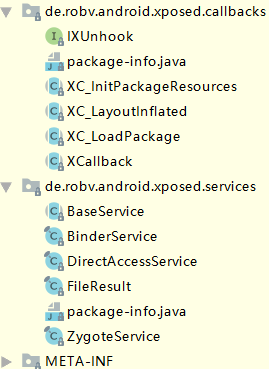 de.robv.android.xposed.callbacks
IXUnhook
package-info.java
XC_InitPackageResources
XC_LayoutInflated
XC_LoadPackage
XCallback
de.robv.android.xposed.services
BaseService
BinderService
DirectAccessService
FileResult
package-info.java
ZygoteService
META-INF